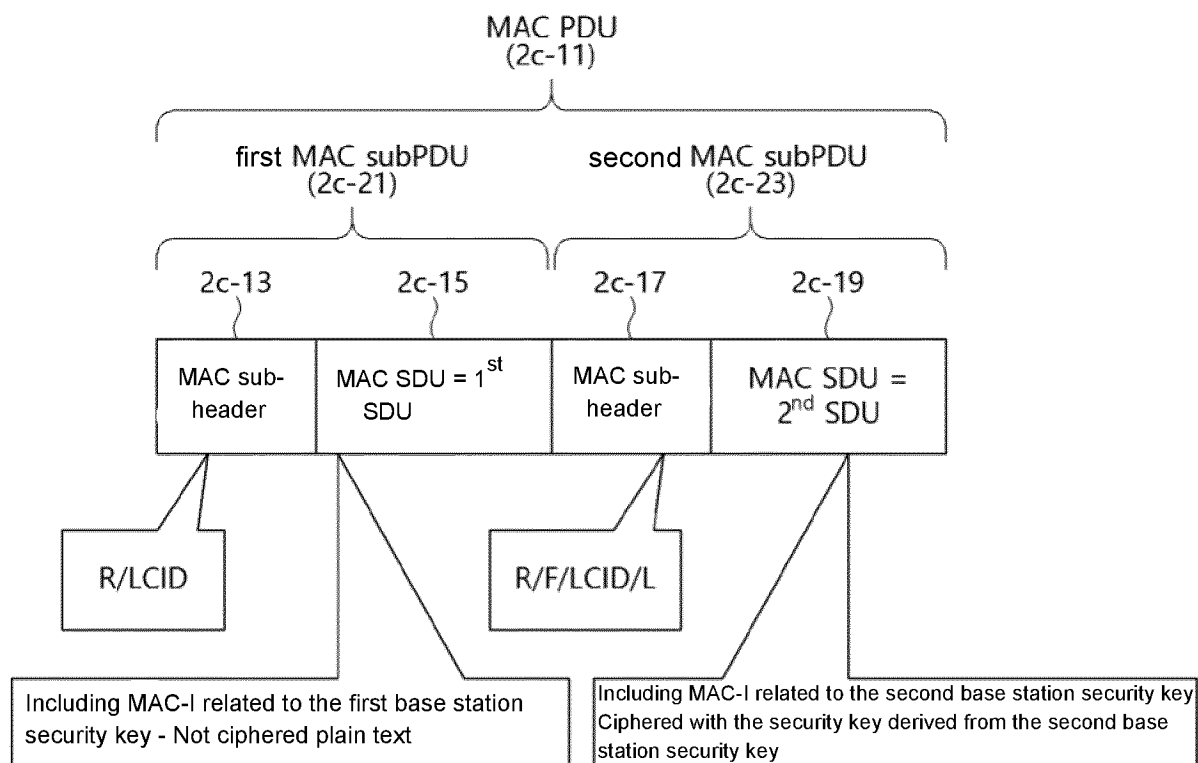 MAC PDU
(2c-11)
first MAC subPDU
(2c-21)
second MAC subPDU
(2c-23)
2c-13
2c-15
2c-17
2c-19
MAC sub-
header
MAC SDU = 1st
SDU
MAC sub-
header
MAC SDU =
2nd SDU
R/LCID
R/F/LCID/L
Including MAC-I related to the first base station
security key - Not ciphered plain text
Including MAC-I related to the second base station security key
Ciphered with the security key derived from the second base
station security key